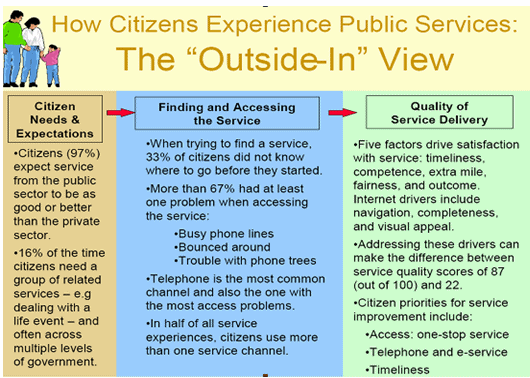 How Citizens Experience Public Services:
The “Outside-In” View
Citizen
Needs &
Expectations
•Citizens (97%)
expect service
from the public
sector to be as
good or better
than the private
sector.
•16% of the time
citizens need a
group of related
services – e.g
dealing with a
life event – and
often across
multiple levels
of government.
Finding and Accessing
the Service
•When trying to find a service,
33% of citizens did not know
where to go before they started.
•More than 67% had at least
one problem when accessing
the service:
•Busy phone lines
•Bounced around
•Trouble with phone trees
•Telephone is the most common
channel and also the one with
the most access problems.
•In half of all service
experiences, citizens use more
than one service channel.
Quality of
Service Delivery
•Five factors drive satisfaction
with service: timeliness,
competence, extra mile,
fairness, and outcome.
Internet drivers include
navigation, completeness,
and visual appeal.
•Addressing these drivers can
make the difference between
service quality scores of 87
(out of 100) and 22.
•Citizen priorities for service
improvement include:
•Access: one-stop service
•Telephone and e-service
•Timeliness